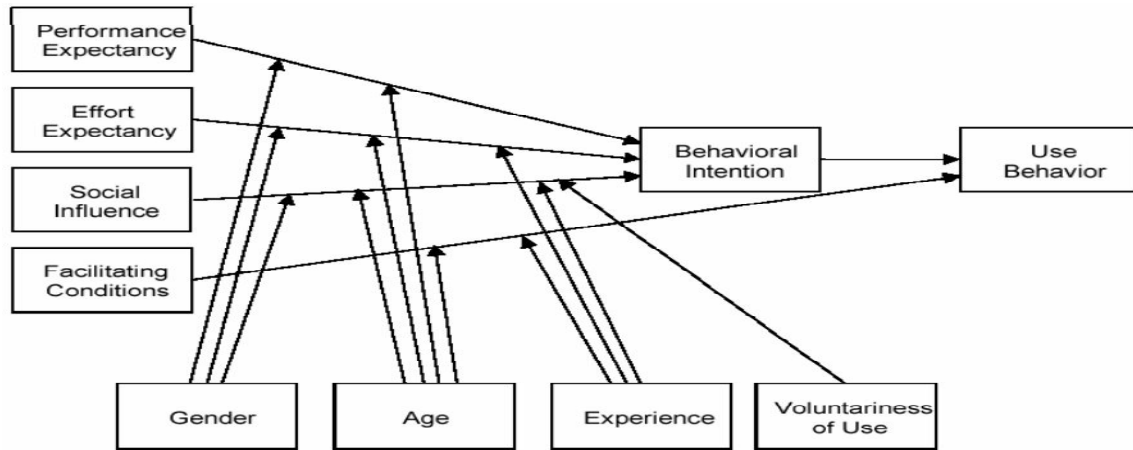 Performance
Expectancy
Effort
Expectancy
Social
Influence
Facilitating
Conditions
Behavioral
Intention
Use
Behavior
Gender
Age
Experience
Voluntariness
of Use